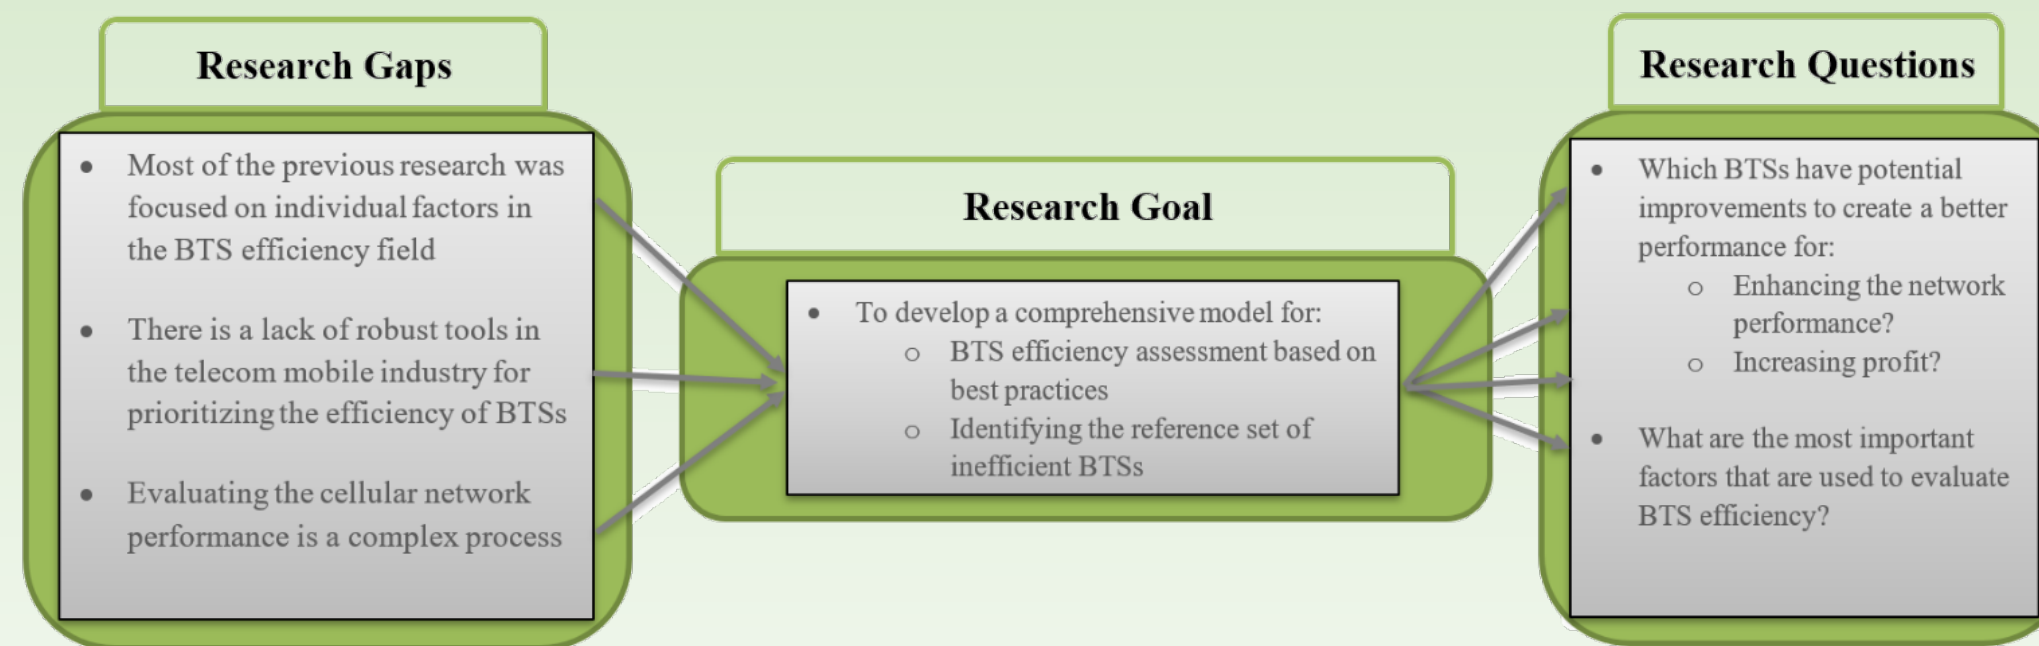 Research Gaps
• Most of the previous research was
focused on individual factors in
the BTS efficiency field
• There is a lack of robust tools in
the telecom mobile industry for
prioritizing the efficiency of BTSs
• Evaluating the cellular network
performance is a complex process
Research Goal
• To develop a comprehensive model for:
o BTS efficiency assessment based on
best practices
o Identifying the reference set of
inefficient BTSs
Research Questions
• Which BTSs have potential
improvements to create a better
performance for:
o Enhancing the network
performance?
o Increasing profit?
• What are the most important
factors that are used to evaluate
BTS efficiency?